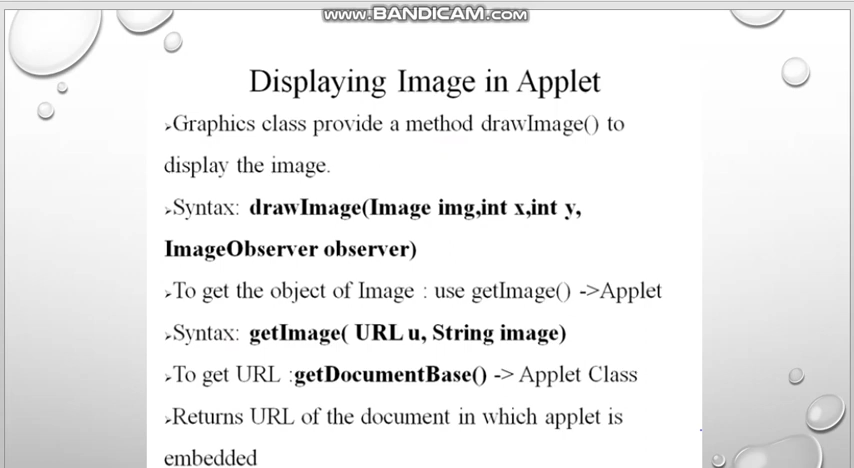 www.BANDICAM.com
Displaying Image in Applet
➢Graphics class provide a method drawImage() to
display the image.
➢Syntax: drawImage(Image img,int x,int y,
ImageObserver observer)
➢To get the object of Image : use getImage() ->Applet
➢Syntax: getImage( URL u, String image)
➢To get URL :getDocumentBase() -> Applet Class
➢Returns URL of the document in which applet is
embedded